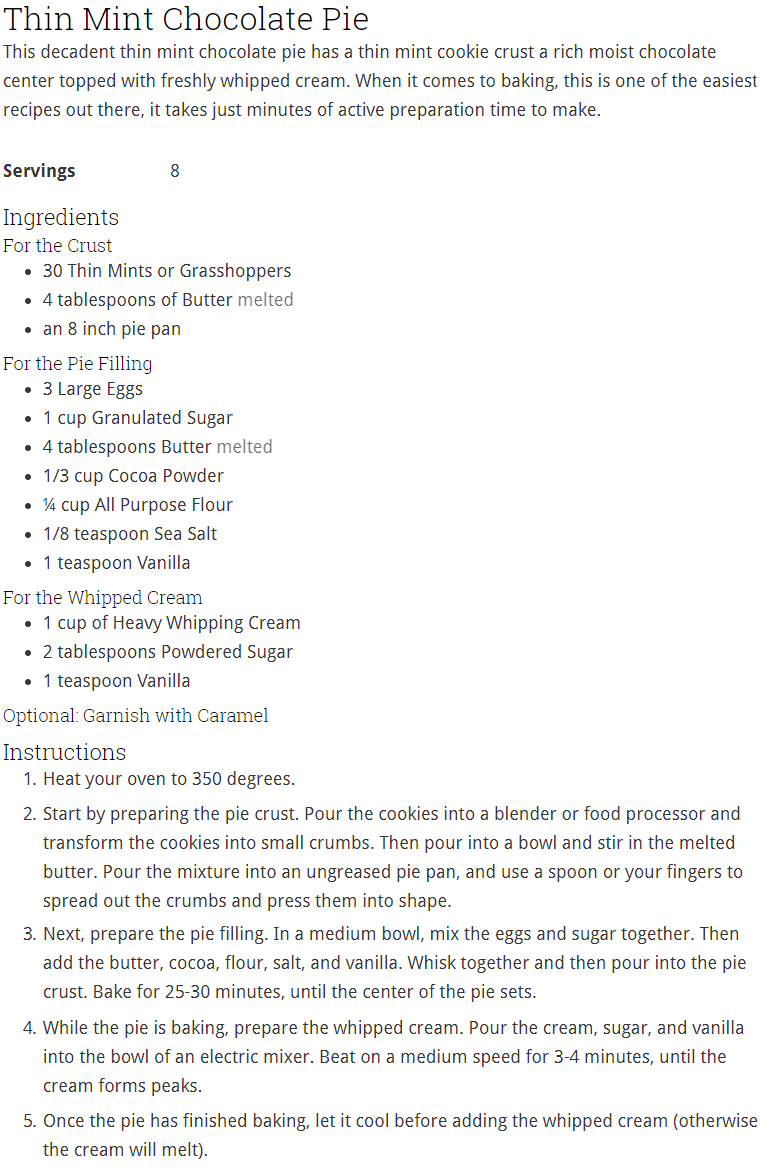 Thin Mint Chocolate Pie
This decadent thin mint chocolate pie has a thin mint cookie crust a rich moist chocolate
center topped with freshly whipped cream. When it comes to baking, this is one of the easiest
recipes out there, it takes just minutes of active preparation time to make.
Servings 8
Ingredients
For the Crust
• 30 Thin Mints or Grasshoppers
• 4 tablespoons of Butter melted
• an 8 inch pie pan
For the Pie Filling
• 3 Large Eggs
• 1 cup Granulated Sugar
• 4 tablespoons Butter melted
• 1/3 cup Cocoa Powder
• ¼ cup All Purpose Flour
• 1/8 teaspoon Sea Salt
• 1 teaspoon Vanilla
For the Whipped Cream
• 1 cup of Heavy Whipping Cream
• 2 tablespoons Powdered Sugar
• 1 teaspoon Vanilla
Optional: Garnish with Caramel
Instructions
1. Heat your oven to 350 degrees.
2. Start by preparing the pie crust. Pour the cookies into a blender or food processor and
transform the cookies into small crumbs. Then pour into a bowl and stir in the melted
butter. Pour the mixture into an ungreased pie pan, and use a spoon or your fingers to
spread out the crumbs and press them into shape.
3. Next, prepare the pie filling. In a medium bowl, mix the eggs and sugar together. Then
add the butter, cocoa, flour, salt, and vanilla. Whisk together and then pour into the pie
crust. Bake for 25-30 minutes, until the center of the pie sets.
4. While the pie is baking, prepare the whipped cream. Pour the cream, sugar, and vanilla
into the bowl of an electric mixer. Beat on a medium speed for 3-4 minutes, until the
cream forms peaks.
5. Once the pie has finished baking, let it cool before adding the whipped cream (otherwise
the cream will melt).